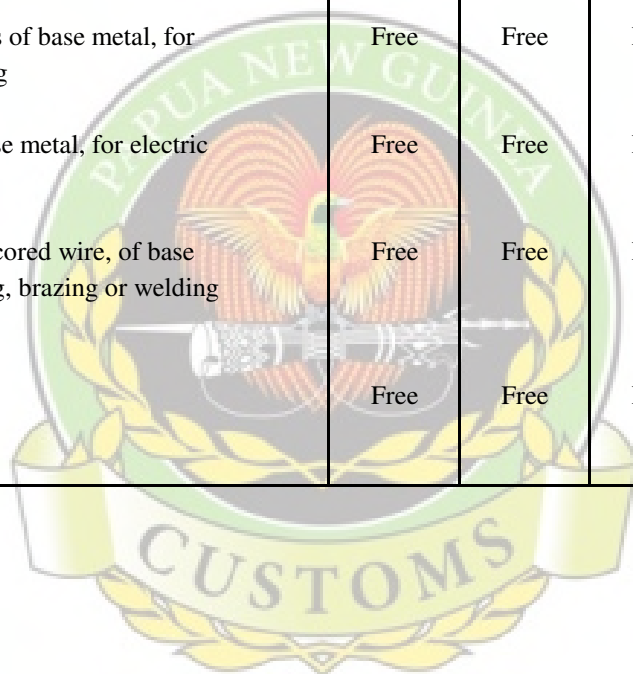 s of base metal, for Free Free
g
se metal, for electric Free Free
cored wire, of base Free Free
g, brazing or welding
Free Free
PAPUA NEW GUINEA
CUSTOMS